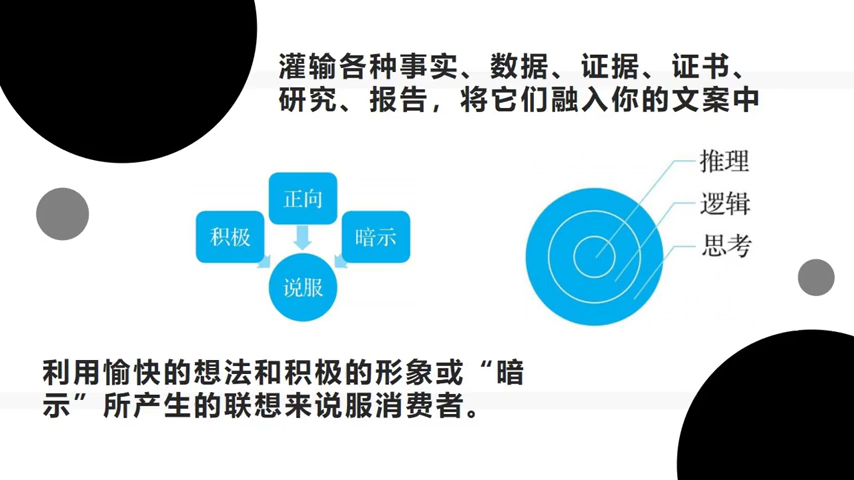 灌输各种事实、数据、证据、证书、
研究、报告，将它们融入你的文案中
正向
积极
暗示
说服
推理
逻辑
思考
利用愉快的想法和积极的形象或“暗
示”所产生的联想来说服消费者。